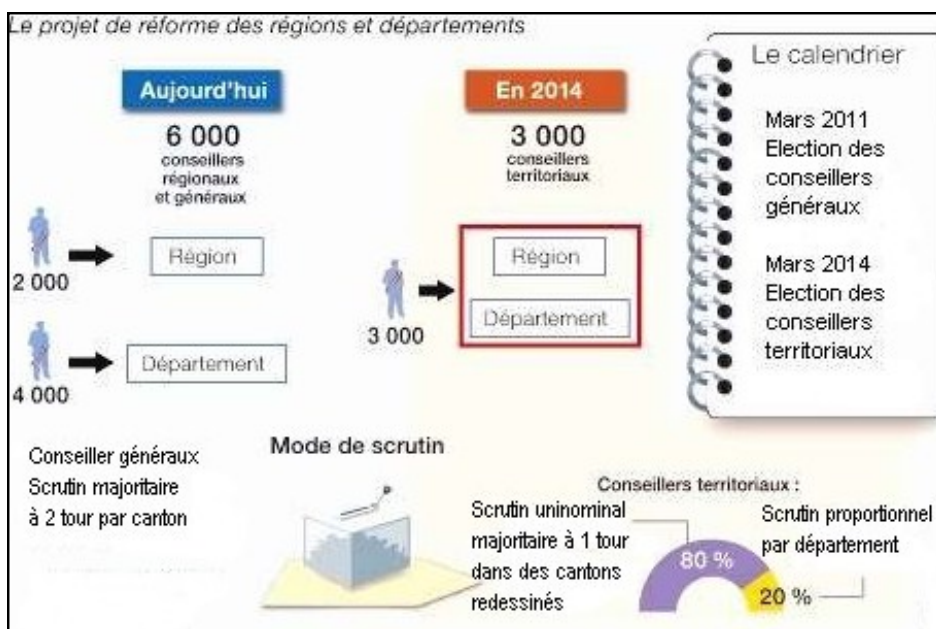 Le projet de réforme des régions et départements
Aujourd'hui
6 000
conseillers
régionaux
et généraux
2 000
Région
4 000
Département
En 2014
3 000
conseillers
territoriaux
3 000
Région
Département
Le calendrier
Mars 2011
Election des
conseillers
généraux
Mars 2014
Election des
conseillers
territoriaux
Mode de scrutin
Conseiller généraux
Scrutin majoritaire
à 2 tour par canton
Conseillers territoriaux :
Scrutin uninominal
majoritaire à 1 tour
dans des cantons
redessinés
80 %
Scrutin proportionnel
par département
20 %